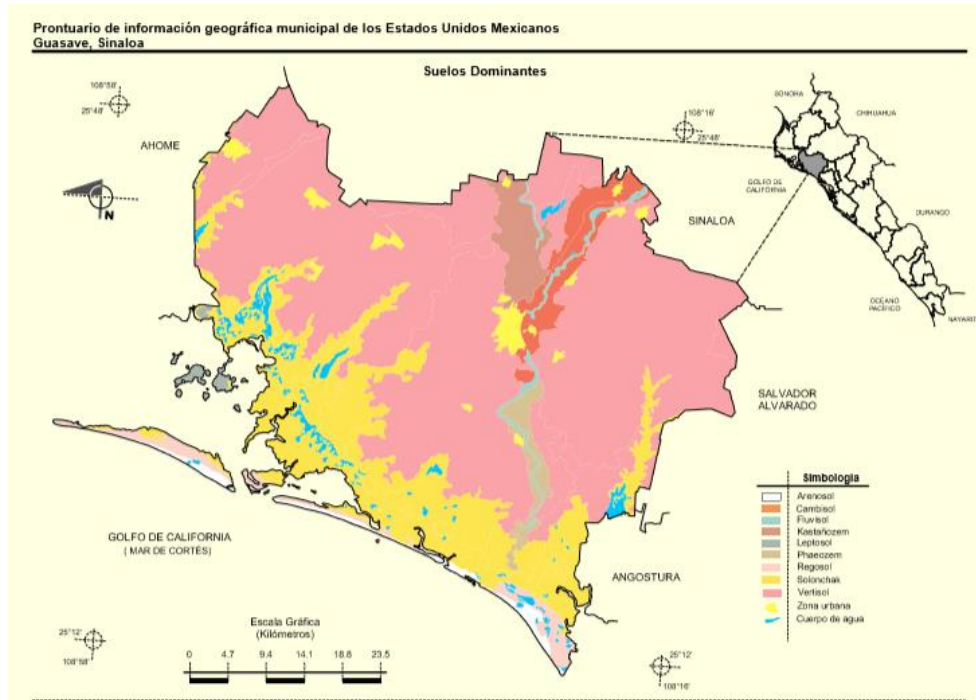 Prontuario de información geográfica municipal de los Estados Unidos Mexicanos
Guasave, Sinaloa
Suelos Dominantes
108°58'
25°48'
108°16'
25°48'
SONORA
CHIHUAHUA
GOLFO DE
CALIFORNIA
DURANGO
OCÉANO
PACÍFICO
NAYARIT
AHOME
N
SINALOA
SALVADOR
ALVARADO
ANGOSTURA
GOLFO DE CALIFORNIA
( MAR DE CORTÉS)
Simbología
Arenosol
Cambisol
Fluvisol
Kastañozem
Leptosol
Phaeozem
Regosol
Solonchak
Vertisol
Zona urbana
Cuerpo de agua
Escala Gráfica
(Kilómetros)
0 4.7 9.4 14.1 18.8 23.5
25°12'
108°58'
25°12'
108°16'